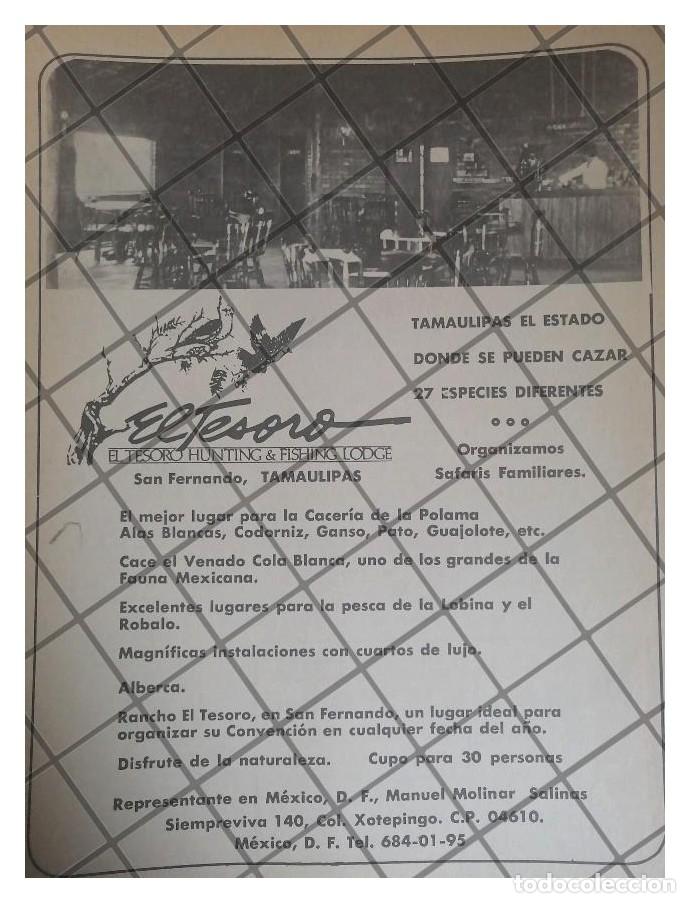 TAMAULIPAS EL ESTADO
DONDE SE PUEDEN CAZAR
27 ESPECIES DIFERENTES
Organizamos
Safaris Familiares.
El Tesoro
EL TESORO HUNTING & FISHING LODGE
San Fernando, TAMAULIPAS
El mejor lugar para la Cacería de la Polama
Alas Blancas, Codorniz, Ganso, Pato, Guajolote, etc.
Cace el Venado Cola Blanca, uno de los grandes de la
Fauna Mexicana.
Excelentes lugares para la pesca de la Lobina y el
Robalo.
Magníficas instalaciones con cuartos de lujo.
Alberca.
Rancho El Tesoro, en San Fernando, un lugar ideal para
organizar su Convención en cualquier fecha del año.
Disfrute de la naturaleza. Cupo para 30 personas
Representante en México, D. F., Manuel Molinar Salinas
Siempreviva 140, Col. Xotepingo. C.P. 04610.
México, D. F. Tel. 684-01-95
todocoleccion.net